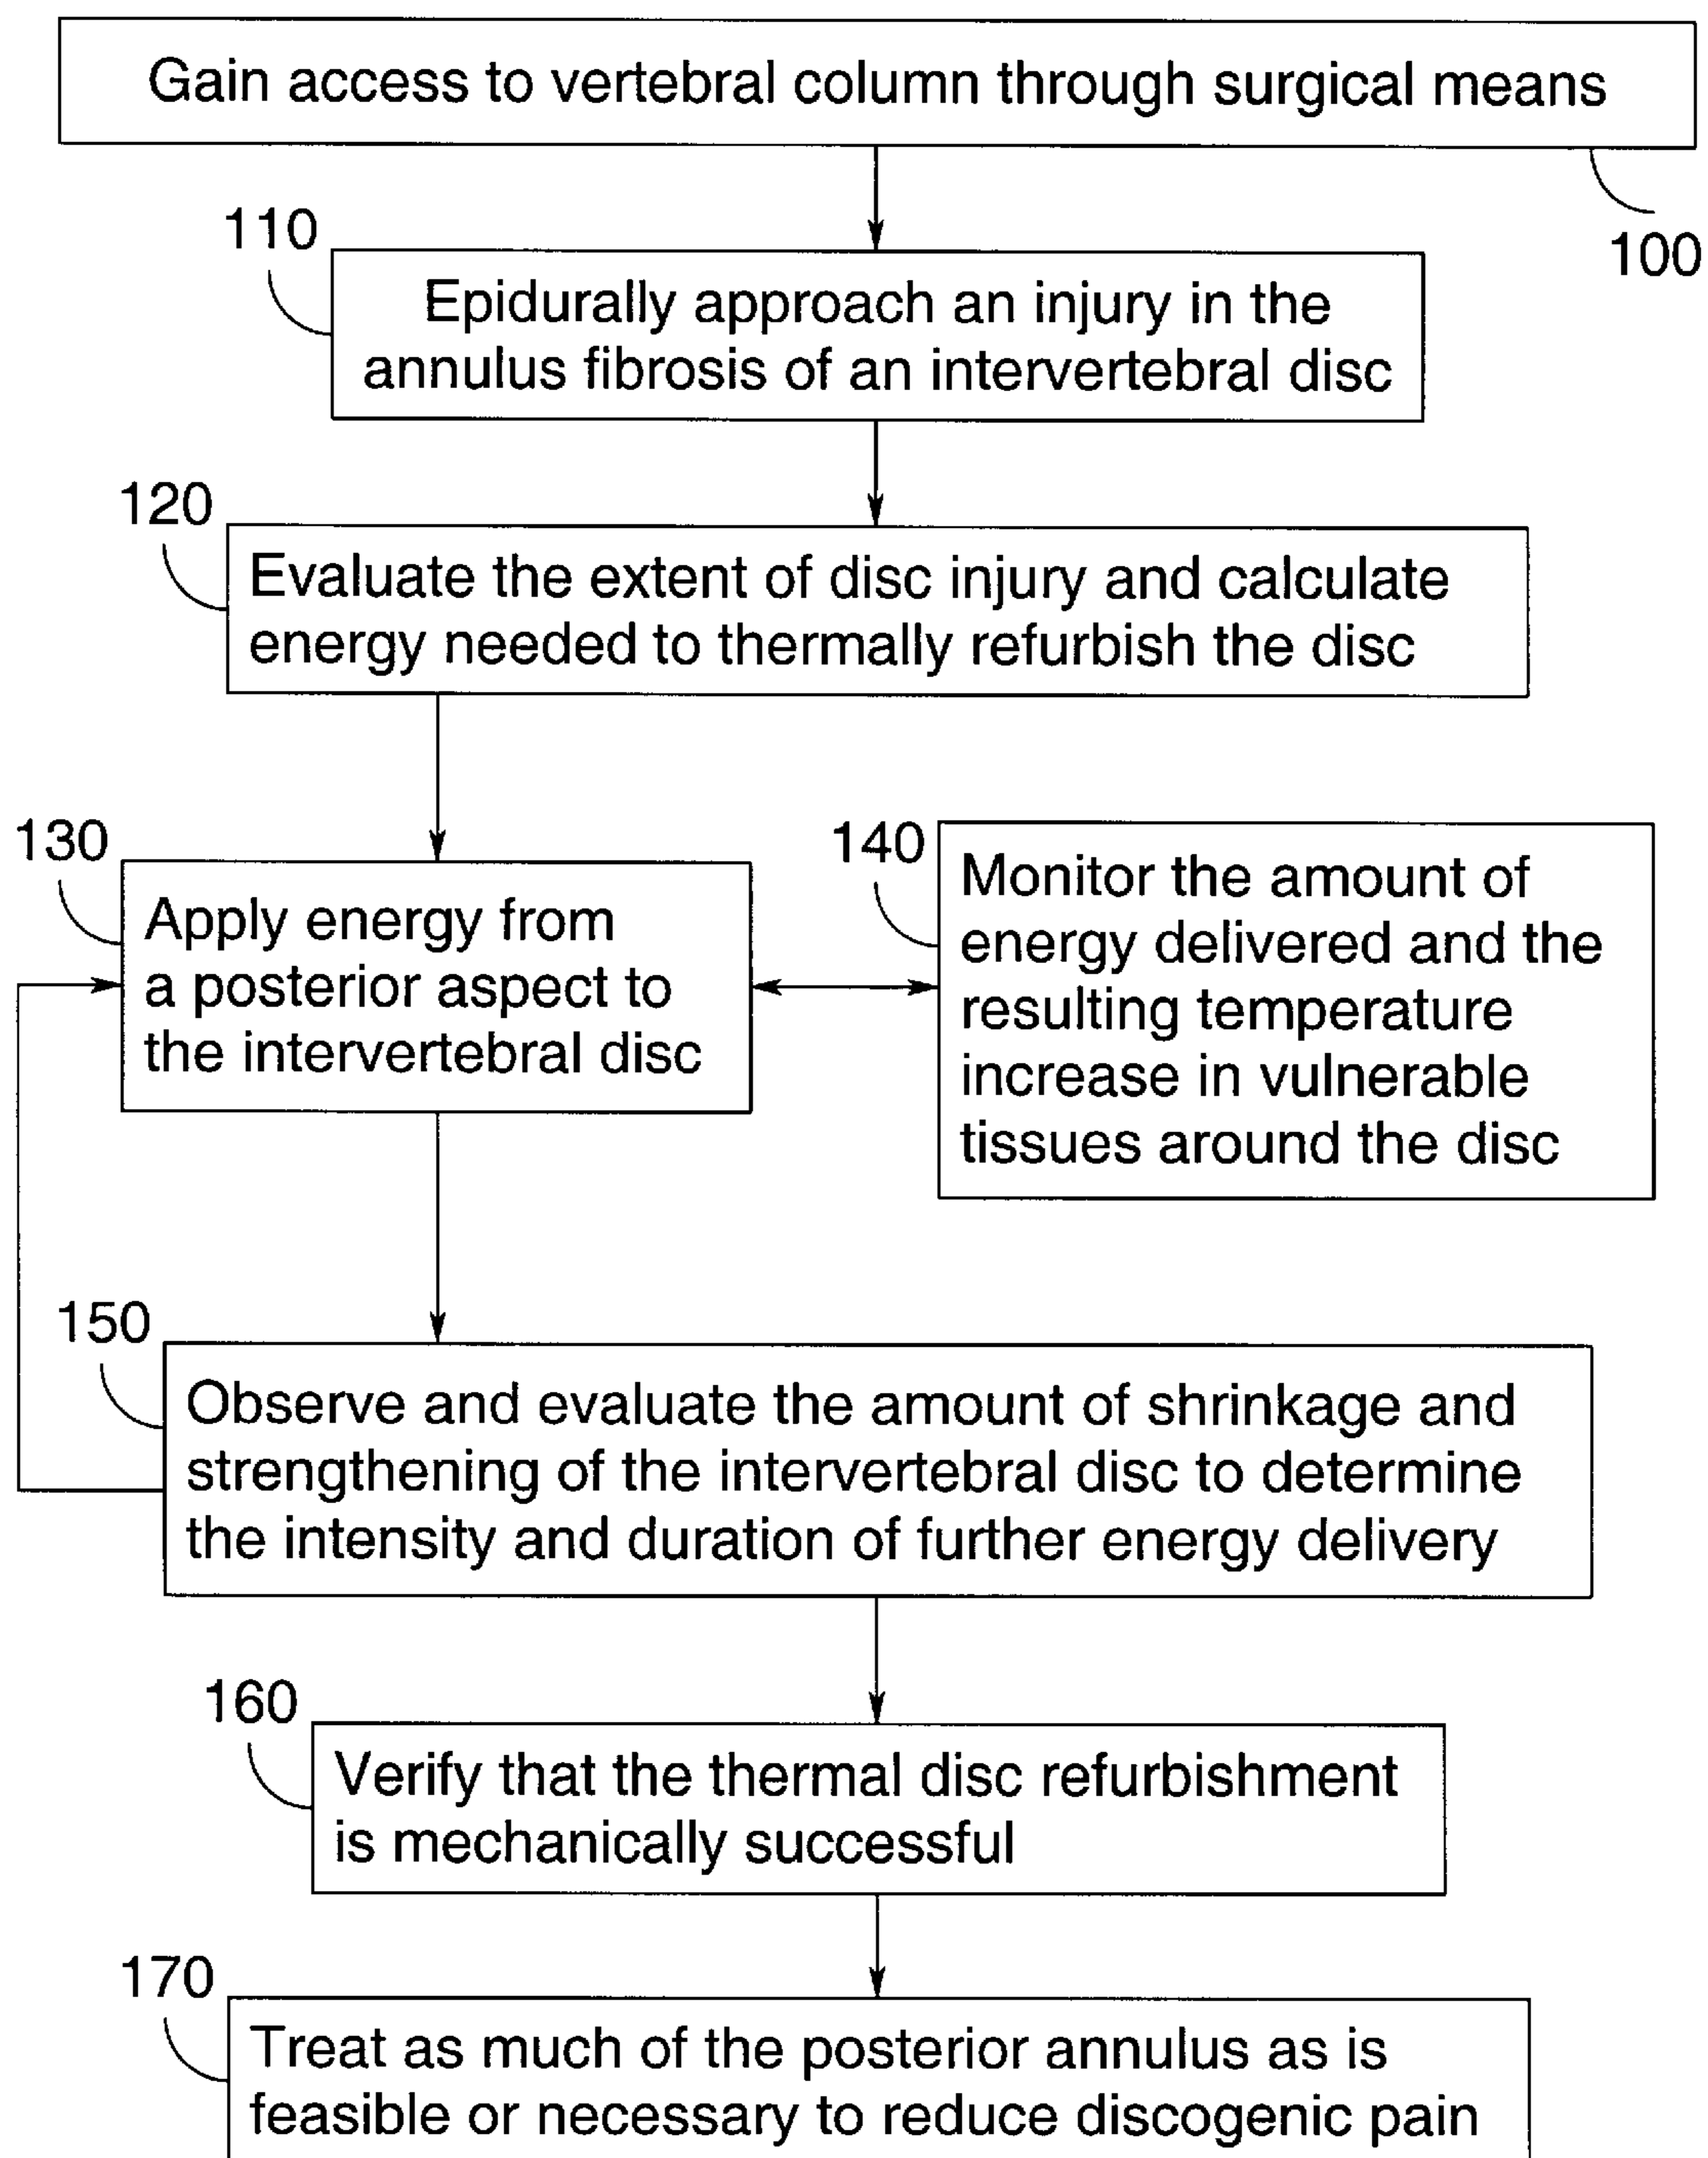 Gain access to vertebral column through surgical means
100
110
Epidurally approach an injury in the
annulus fibrosis of an intervertebral disc
120
Evaluate the extent of disc injury and calculate
energy needed to thermally refurbish the disc
130
Apply energy from
a posterior aspect to
the intervertebral disc
140
Monitor the amount of
energy delivered and the
resulting temperature
increase in vulnerable
tissues around the disc
150
Observe and evaluate the amount of shrinkage and
strengthening of the intervertebral disc to determine
the intensity and duration of further energy delivery
160
Verify that the thermal disc refurbishment
is mechanically successful
170
Treat as much of the posterior annulus as is
feasible or necessary to reduce discogenic pain